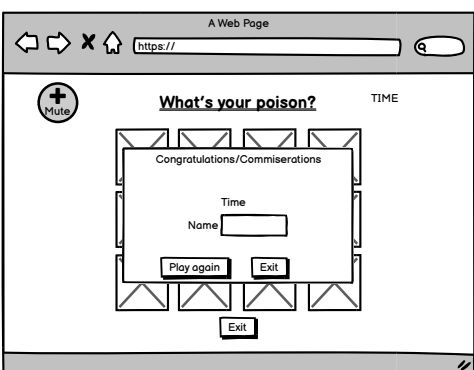 A Web Page
https://
Mute
What's your poison?
TIME
Congratulations/Commiserations
Time
Name
Play again
Exit
Exit